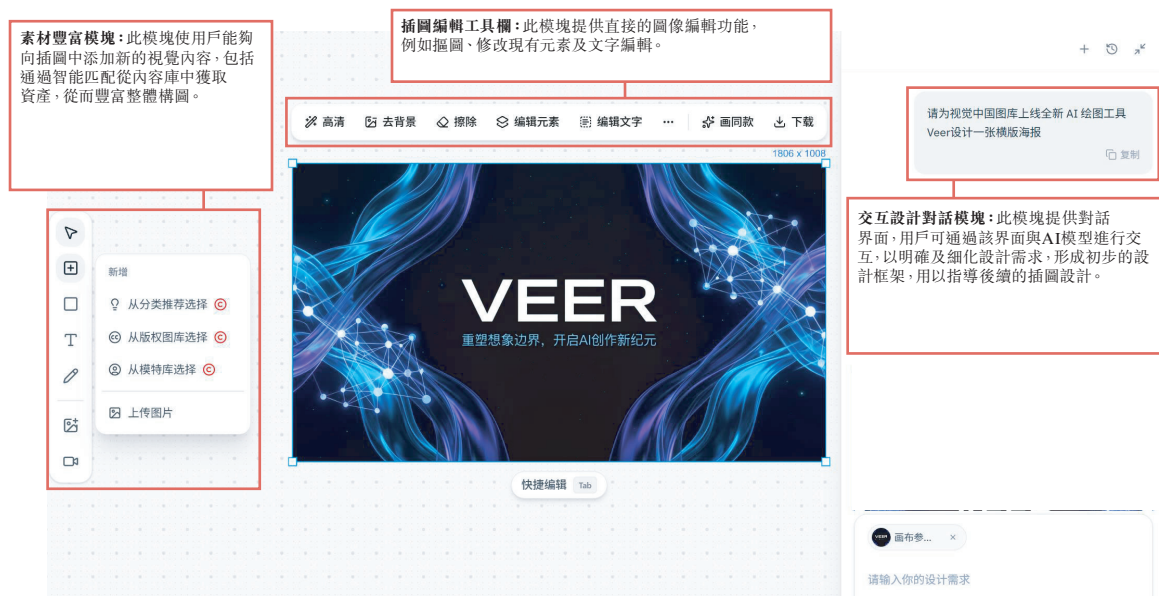 素材豐富模塊：此模塊使用戶能夠
向插圖中添加新的視覺內容，包括
通過智能匹配從內容庫中獲取
資產，從而豐富整體構圖。
插圖編輯工具欄：此模塊提供直接的圖像編輯功能，
例如摳圖、修改現有元素及文字編輯。
高清 去背景 擦除 编辑元素 编辑文字 ... 画同款 下载
1806 x 1008
请为视觉中国图库上线全新 AI 绘图工具
Veer设计一张横版海报
复制
交互設計對話模塊：此模塊提供對話
界面，用戶可通過該界面與AI模型進行交
互，以明確及細化設計需求，形成初步的設
計框架，用以指導後續的插圖設計。
新增
从分类推荐选择 ©
从版权图库选择 ©
从模特库选择 ©
上传图片
T
VEER
重塑想象边界，开启AI创作新纪元
快捷编辑 Tab
VEER 画布参... ×
请输入你的设计需求